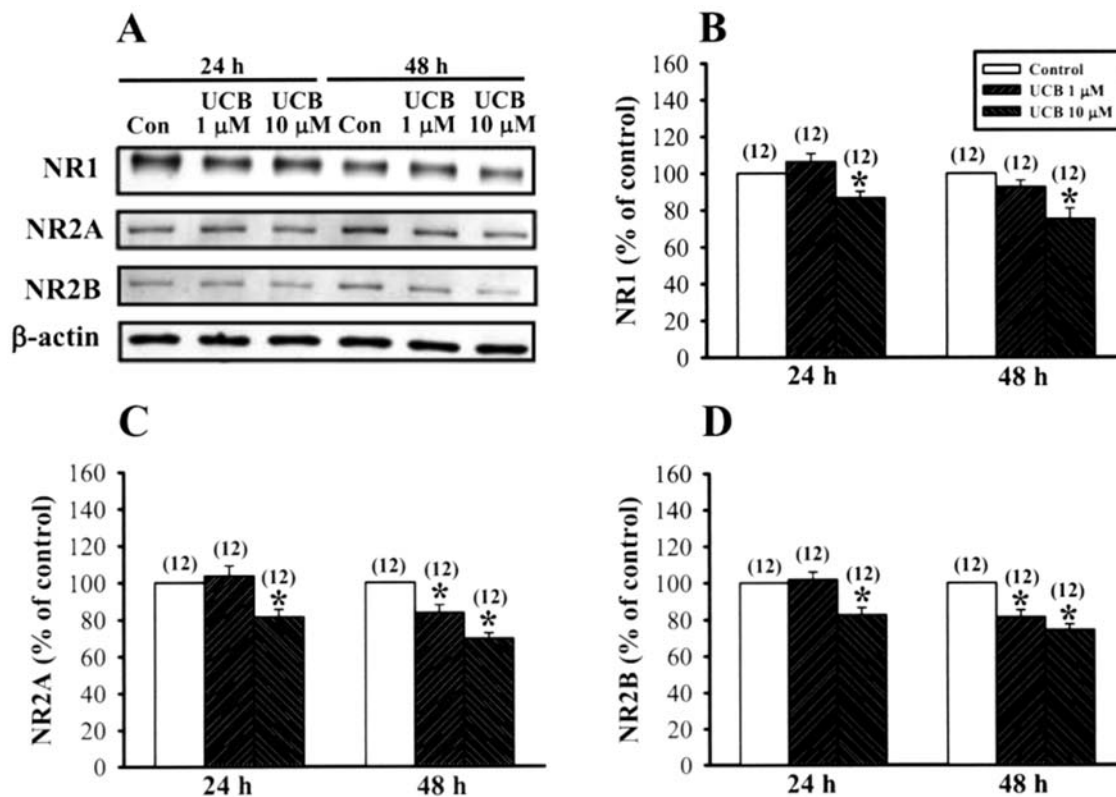 A
24 h 48 h
Con UCB 1 µM UCB 10 µM Con UCB 1 µM UCB 10 µM
NR1
NR2A
NR2B
β-actin
B
NR1 (% of control)
160
140
120
100
80
60
40
20
0
Control
UCB 1 µM
UCB 10 µM
(12) (12) (12) (12) (12) (12)
* *
24 h 48 h
C
NR2A (% of control)
160
140
120
100
80
60
40
20
0
(12) (12) (12) (12) (12) (12)
* * *
24 h 48 h
D
NR2B (% of control)
160
140
120
100
80
60
40
20
0
(12) (12) (12) (12) (12) (12)
* * *
24 h 48 h